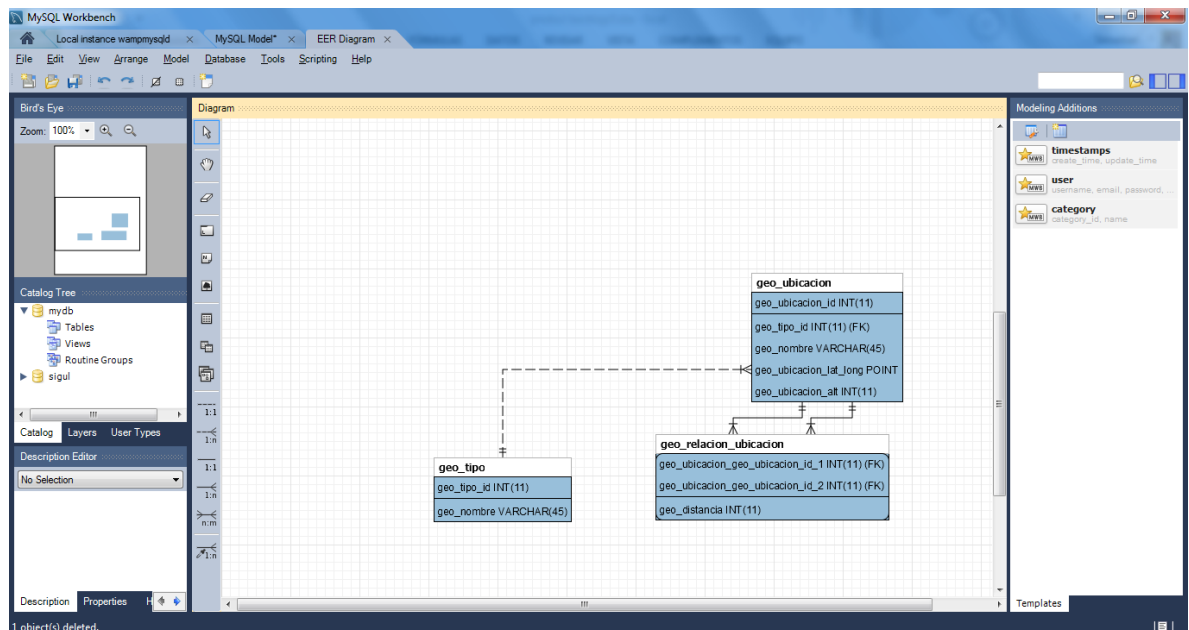 MySQL Workbench
Local instance wampmysqld × MySQL Model* × EER Diagram ×
File Edit View Arrange Model Database Tools Scripting Help
Bird's Eye
Zoom: 100%
Catalog Tree
mydb
Tables
Views
Routine Groups
sigul
Catalog Layers User Types
Description Editor
No Selection
Description Properties H
1 object(s) deleted.
Diagram
1:1
1:n
1:1
1:n
n:m
1:n
geo_ubicacion
geo_ubicacion_id INT(11)
geo_tipo_id INT(11) (FK)
geo_nombre VARCHAR(45)
geo_ubicacion_lat_long POINT
geo_ubicacion_alt INT(11)
geo_tipo
geo_tipo_id INT(11)
geo_nombre VARCHAR(45)
geo_relacion_ubicacion
geo_ubicacion_geo_ubicacion_id_1 INT(11) (FK)
geo_ubicacion_geo_ubicacion_id_2 INT(11) (FK)
geo_distancia INT(11)
Modeling Additions
MWB
timestamps
create_time, update_time
MWB
user
username, email, password, ...
MWB
category
category_id, name
Templates